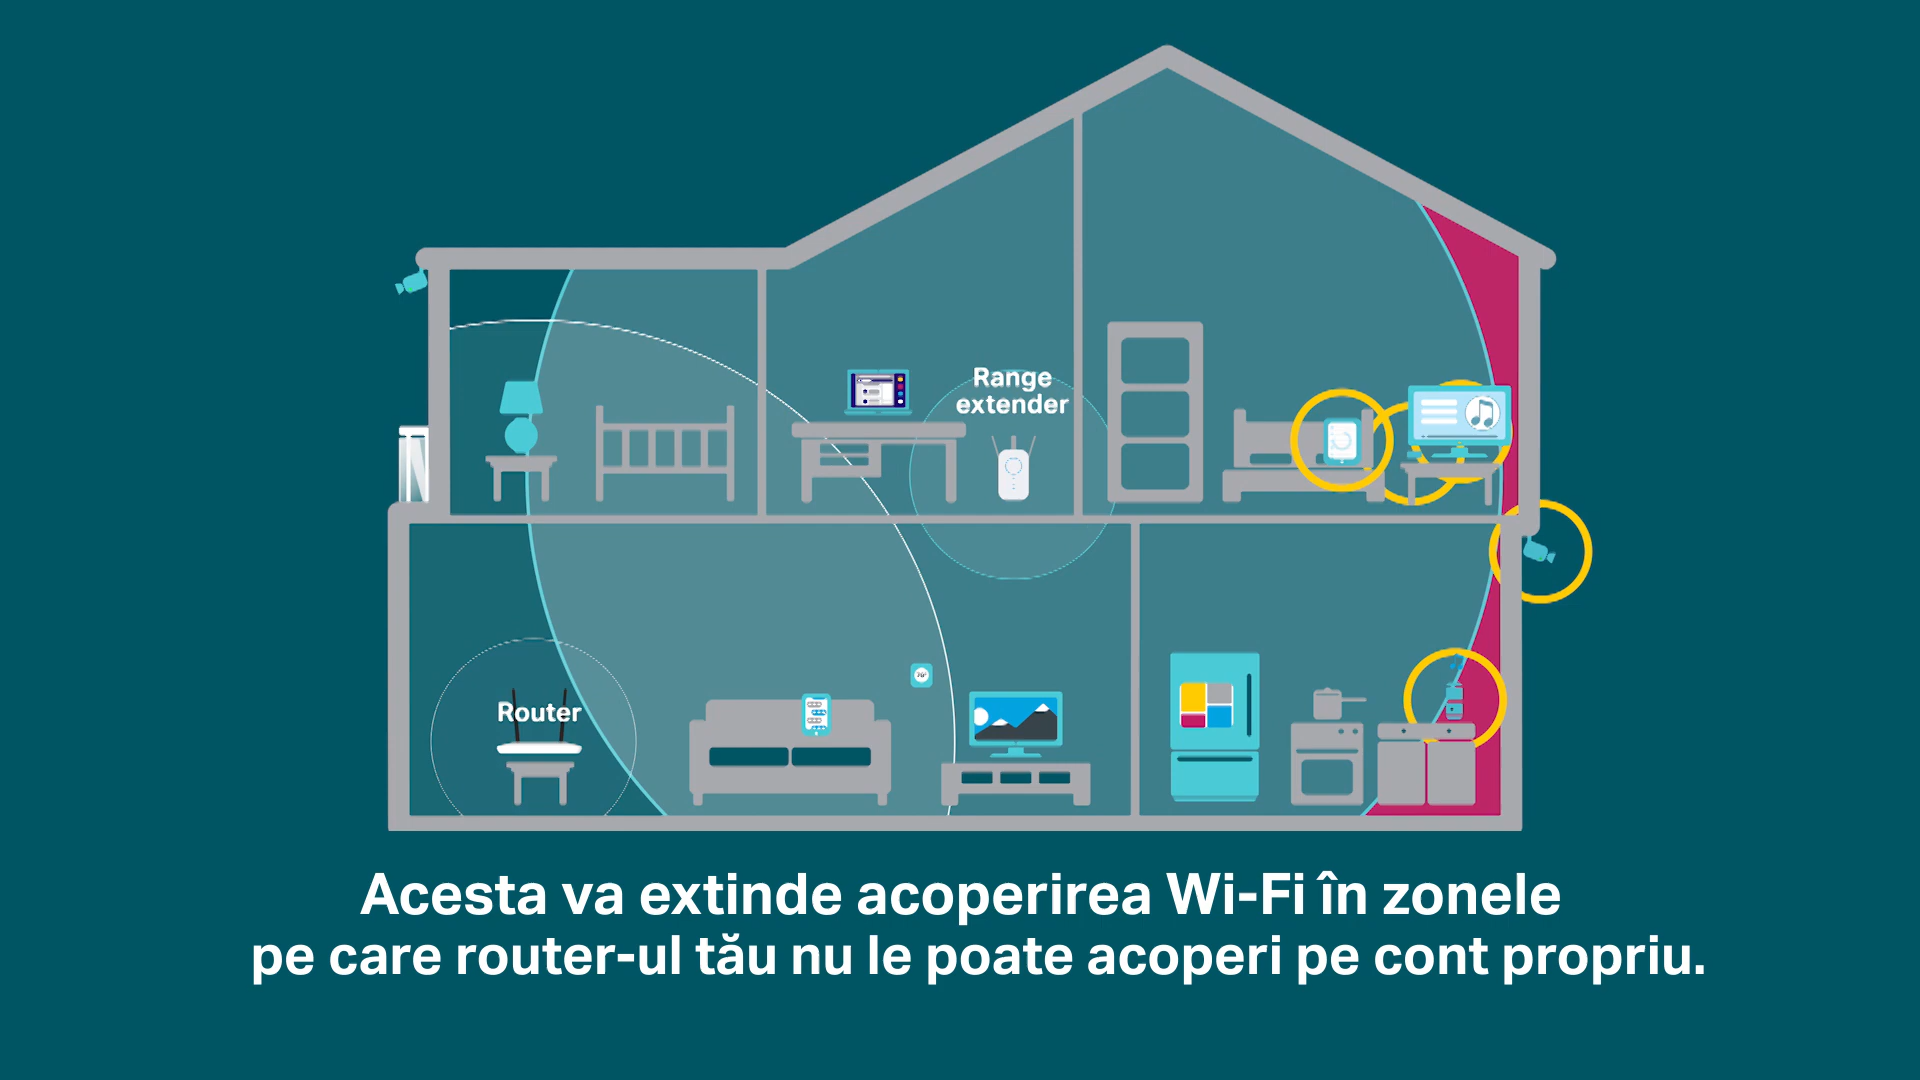 Range
extender
Router
70°
Acesta va extinde acoperirea Wi-Fi în zonele
pe care router-ul tău nu le poate acoperi pe cont propriu.